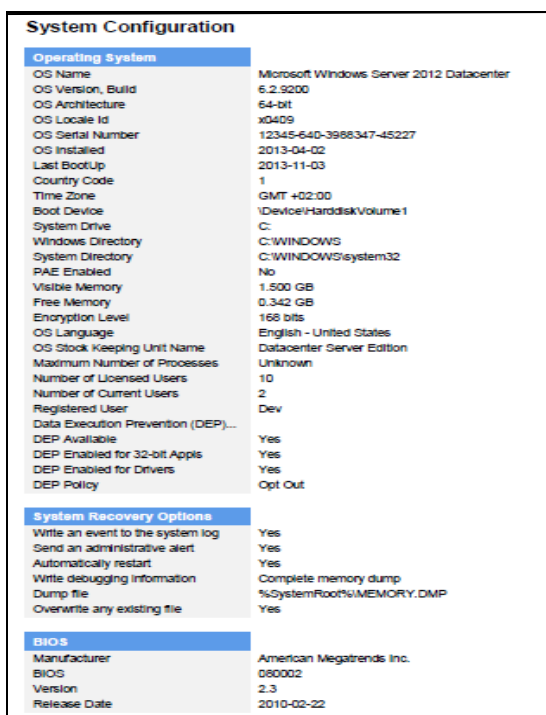 System Configuration
Operating System
OS Name Microsoft Windows Server 2012 Datacenter
OS Version, Build 6.2.9200
OS Architecture 64-bit
OS Locale Id x0409
OS Serial Number 12345-640-3988347-45227
OS Installed 2013-04-02
Last BootUp 2013-11-03
Country Code 1
Time Zone GMT +02:00
Boot Device \Device\HarddiskVolume1
System Drive C:
Windows Directory C:\WINDOWS
System Directory C:\WINDOWS\system32
PAE Enabled No
Visible Memory 1.500 GB
Free Memory 0.342 GB
Encryption Level 168 bits
OS Language English - United States
OS Stock Keeping Unit Name Datacenter Server Edition
Maximum Number of Processes Unknown
Number of Licensed Users 10
Number of Current Users 2
Registered User Dev
Data Execution Prevention (DEP)...
DEP Available Yes
DEP Enabled for 32-bit Appls Yes
DEP Enabled for Drivers Yes
DEP Policy Opt Out
System Recovery Options
Write an event to the system log Yes
Send an administrative alert Yes
Automatically restart Yes
Write debugging information Complete memory dump
Dump file %SystemRoot%\MEMORY.DMP
Overwrite any existing file Yes
BIOS
Manufacturer American Megatrends Inc.
BIOS 080002
Version 2.3
Release Date 2010-02-22